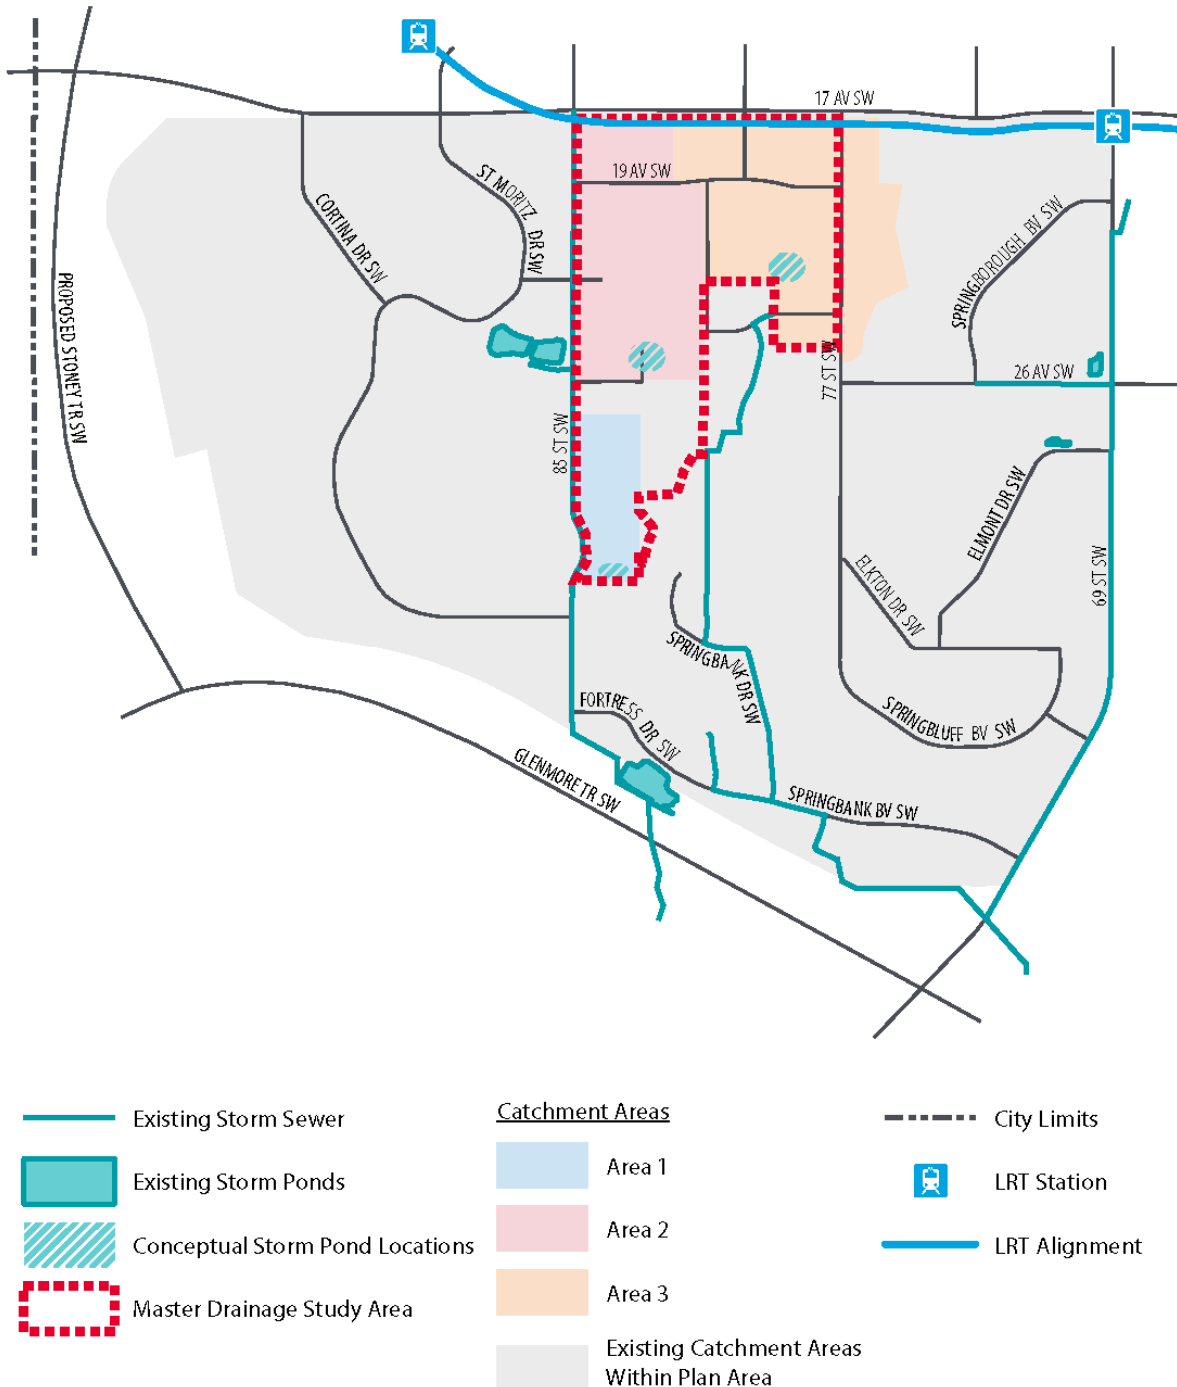 17 AV SW
19 AV SW
ST MORITZ DR SW
CORTINA DR SW
SPRINGBOROUGH BV SW
PROPOSED STONEY TR SW
77 ST SW
26 AV SW
85 ST SW
ELMONT DR SW
ELKTON DR SW
69 ST SW
SPRINGBANK DR SW
FORTRESS DR SW
SPRINGBLUFF BV SW
GLENMORE TR SW
SPRINGBANK BV SW
Existing Storm Sewer
Existing Storm Ponds
Conceptual Storm Pond Locations
Master Drainage Study Area
Catchment Areas
Area 1
Area 2
Area 3
Existing Catchment Areas
Within Plan Area
City Limits
LRT Station
LRT Alignment